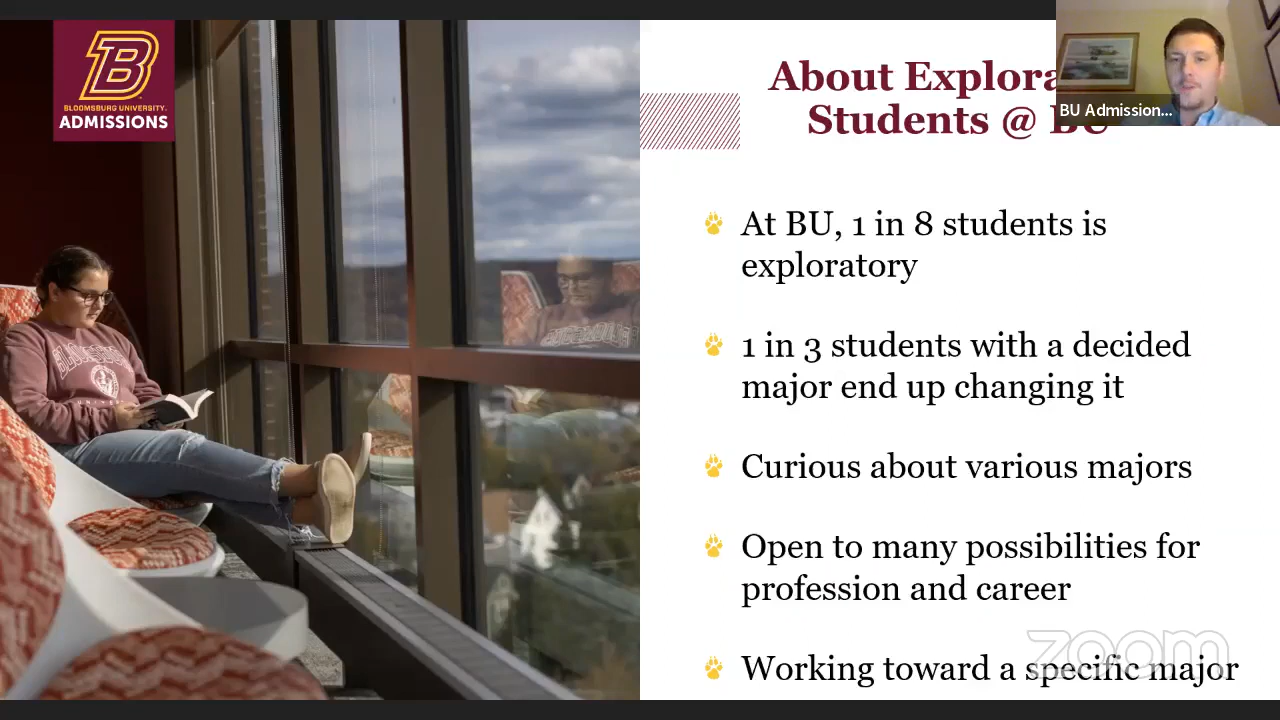 BLOOMSBURG UNIVERSITY.
ADMISSIONS
About Explora
Students @ BU
BU Admission...
At BU, 1 in 8 students is
exploratory
1 in 3 students with a decided
major end up changing it
Curious about various majors
Open to many possibilities for
profession and career
Working toward a specific major
zoom